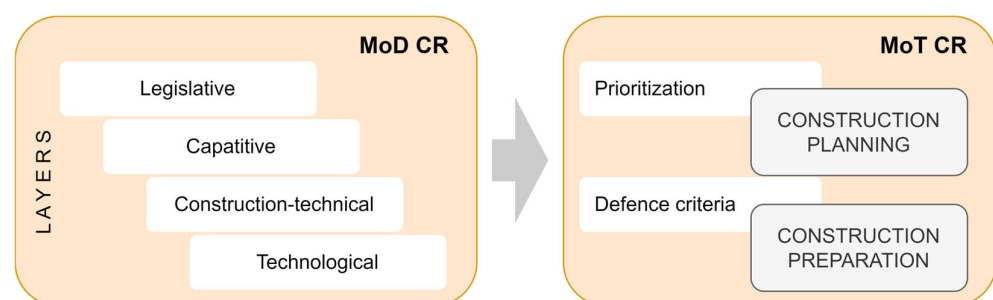 MoD CR
LAYERS
Legislative
Capatitive
Construction-technical
Technological
MoT CR
Prioritization
CONSTRUCTION
PLANNING
Defence criteria
CONSTRUCTION
PREPARATION